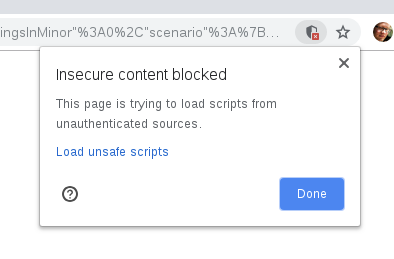 ingsInMinor"%3A0%2C"scenario"%3A%7B...
Insecure content blocked
This page is trying to load scripts from
unauthenticated sources.
Load unsafe scripts
Done